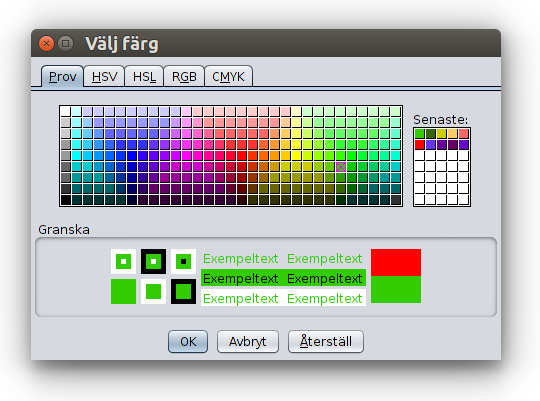 Välj färg
Prov HSV HSL RGB CMYK
Senaste:
Granska
Exempeltext Exempeltext
Exempeltext Exempeltext
Exempeltext Exempeltext
OK Avbryt Återställ